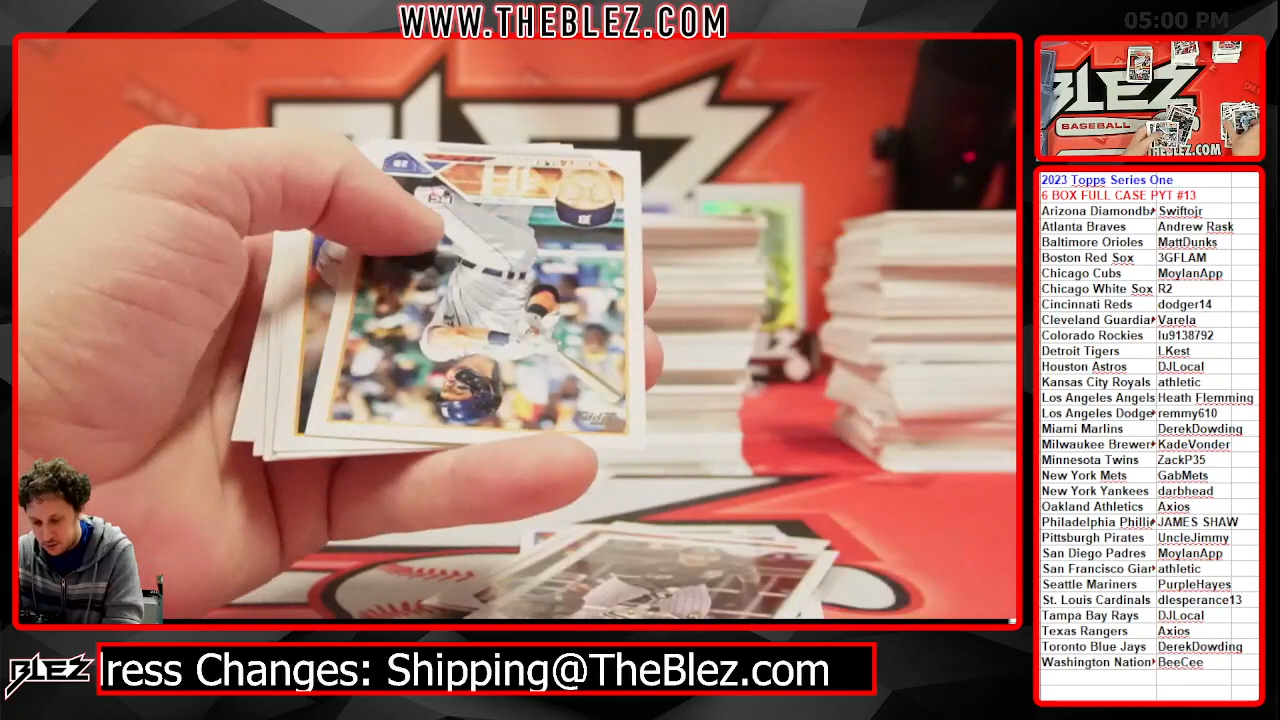 WWW.THEBLEZ.COM
05:00 PM
BLEZ
BLEZ
BASEBALL
THEBLEZ.COM
2023 Topps Series One
6 BOX FULL CASE PYT #13
Arizona Diamondb Swiftojr
Atlanta Braves Andrew Rask
Baltimore Orioles MattDunks
Boston Red Sox 3GFLAM
Chicago Cubs MoylanApp
Chicago White Sox R2
Cincinnati Reds dodger14
Cleveland Guardia Varela
Colorado Rockies lu9138792
Detroit Tigers LKest
Houston Astros DJLocal
Kansas City Royals athletic
Los Angeles Angels Heath Flemming
Los Angeles Dodge remmy610
Miami Marlins DerekDowding
Milwaukee Brewer KadeVonder
Minnesota Twins ZackP35
New York Mets GabMets
New York Yankees darbhead
Oakland Athletics Axios
Philadelphia Philli JAMES SHAW
Pittsburgh Pirates UncleJimmy
San Diego Padres MoylanApp
San Francisco Gian athletic
Seattle Mariners PurpleHayes
St. Louis Cardinals dlesperance13
Tampa Bay Rays DJLocal
Texas Rangers Axios
Toronto Blue Jays DerekDowding
Washington Nation BeeCee
BLEZ
ress Changes: Shipping@TheBlez.com